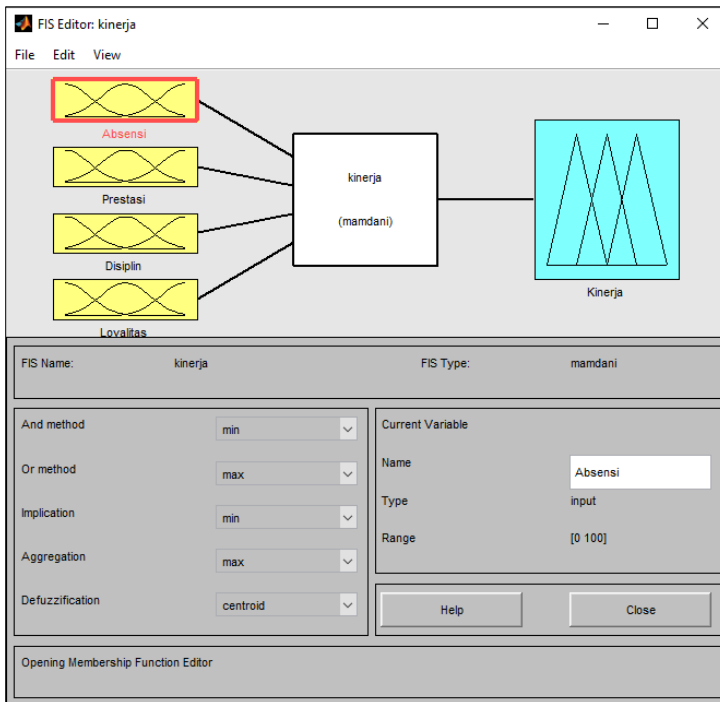 FIS Editor: kinerja
File Edit View
Absensi
Prestasi
Disiplin
Loyalitas
kinerja
(mamdani)
Kinerja
FIS Name: kinerja FIS Type: mamdani
And method min
Or method max
Implication min
Aggregation max
Defuzzification centroid
Current Variable
Name Absensi
Type input
Range [0 100]
Help Close
Opening Membership Function Editor